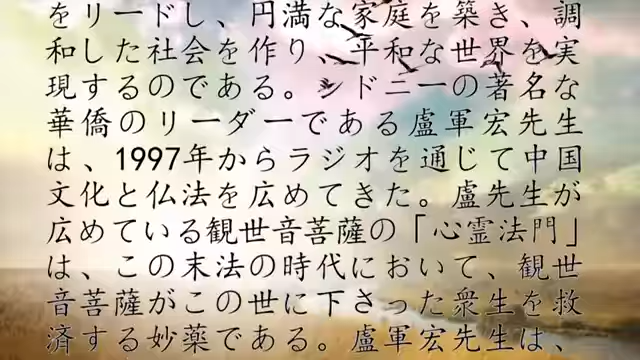 をリードし、円満な家庭を築き、調
和した社会を作り、平和な世界を実
現するのである。シドニーの著名な
華僑のリーダーである盧軍宏先生
は、1997年からラジオを通じて中国
文化と仏法を広めてきた。盧先生が
広めている観世音菩薩の「心霊法門」
は、この末法の時代において、観世
音菩薩がこの世に下さった衆生を救
済する妙薬である。盧軍宏先生は、